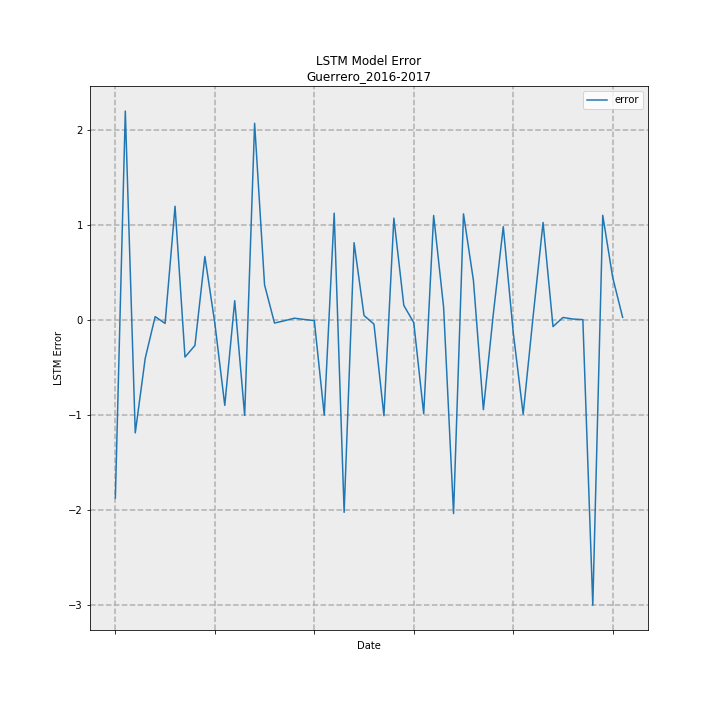 LSTM Model Error
Guerrero_2016-2017
error
2
1
0
−1
−2
−3
LSTM Error
Date